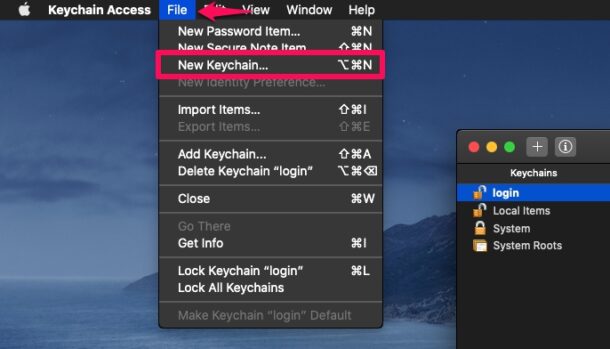 Keychain Access File Edit View Window Help
New Password Item... ⌘N
New Secure Note Item... ⇧⌘N
New Keychain... ⌥⌘N
New Identity Preference...
Import Items... ⇧⌘I
Export Items... ⇧⌘E
Add Keychain... ⇧⌘A
Delete Keychain “login” ⌥⌘⌫
Close ⌘W
Go There
Get Info ⌘I
Lock Keychain “login” ⌘L
Lock All Keychains
Make Keychain “login” Default
Keychains
login
Local Items
System
System Roots